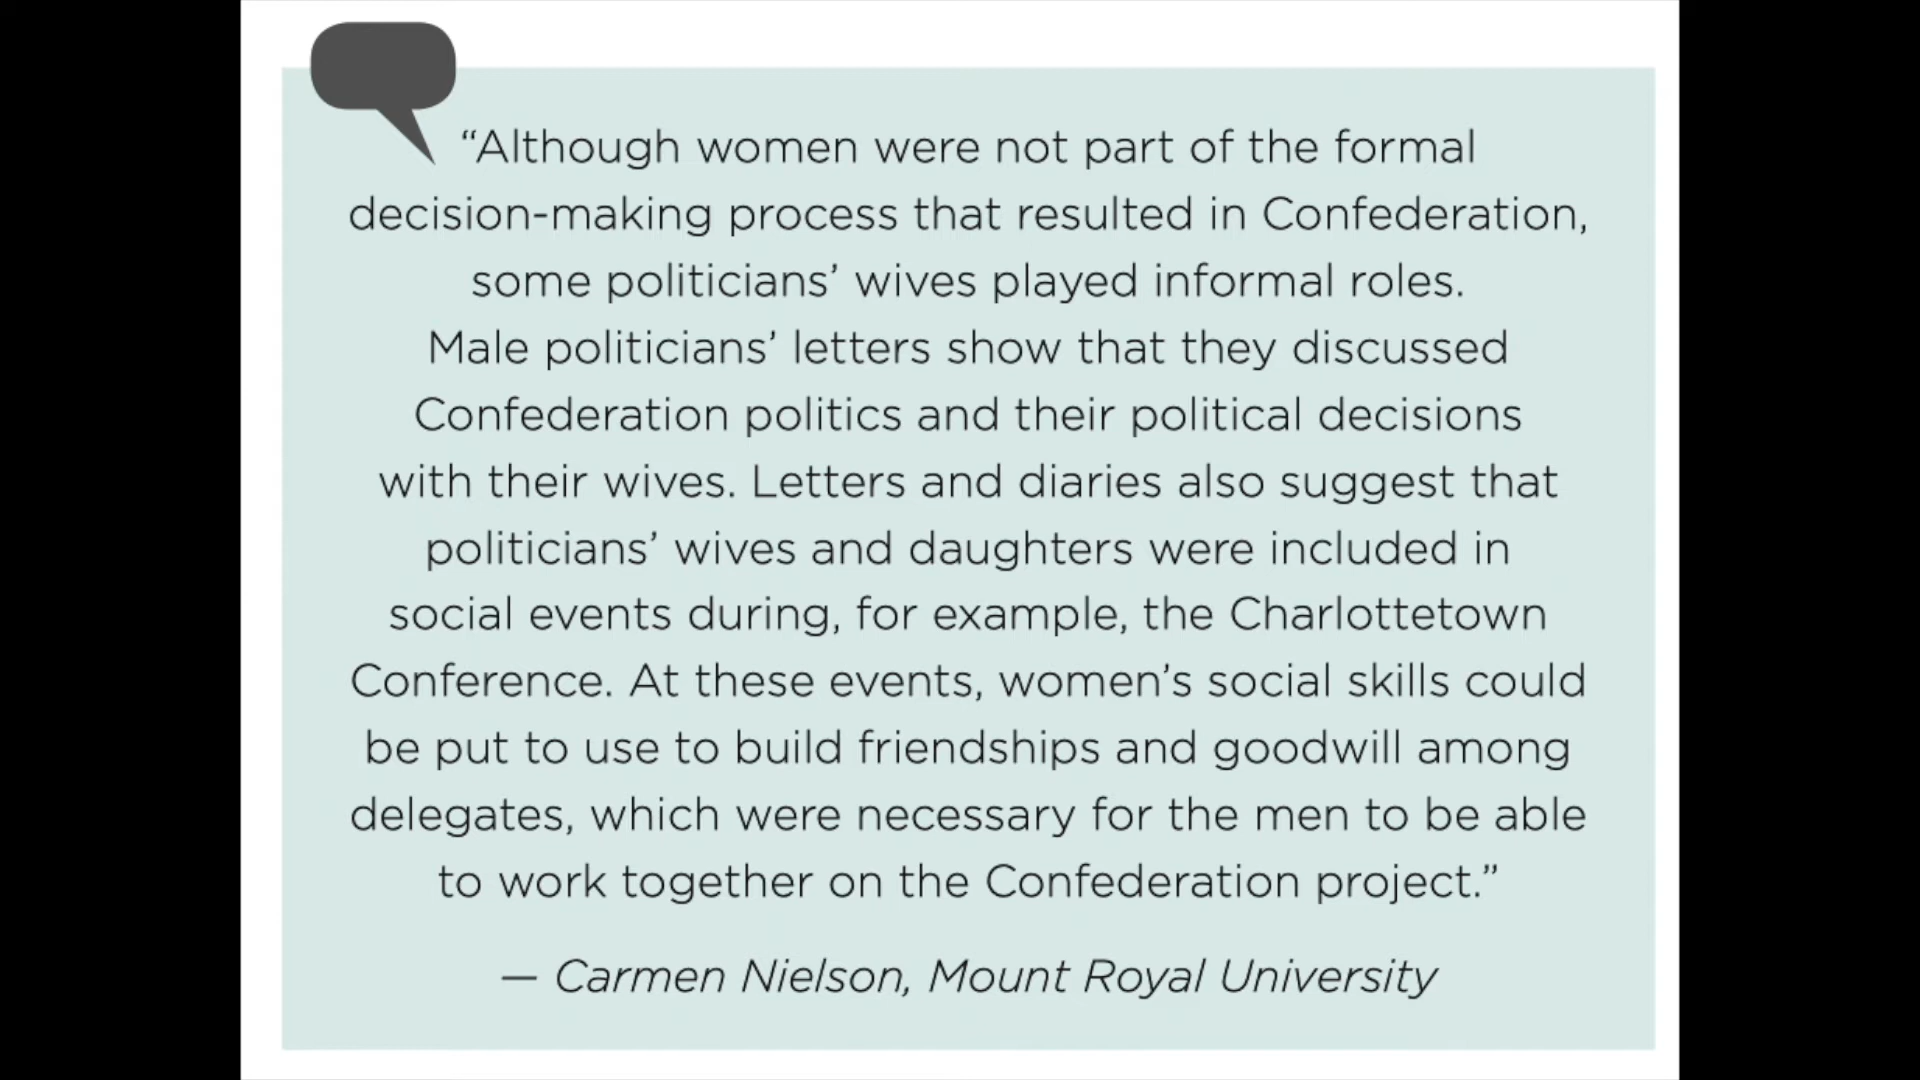 “Although women were not part of the formal
decision-making process that resulted in Confederation,
some politicians’ wives played informal roles.
Male politicians’ letters show that they discussed
Confederation politics and their political decisions
with their wives. Letters and diaries also suggest that
politicians’ wives and daughters were included in
social events during, for example, the Charlottetown
Conference. At these events, women’s social skills could
be put to use to build friendships and goodwill among
delegates, which were necessary for the men to be able
to work together on the Confederation project.”
— Carmen Nielson, Mount Royal University